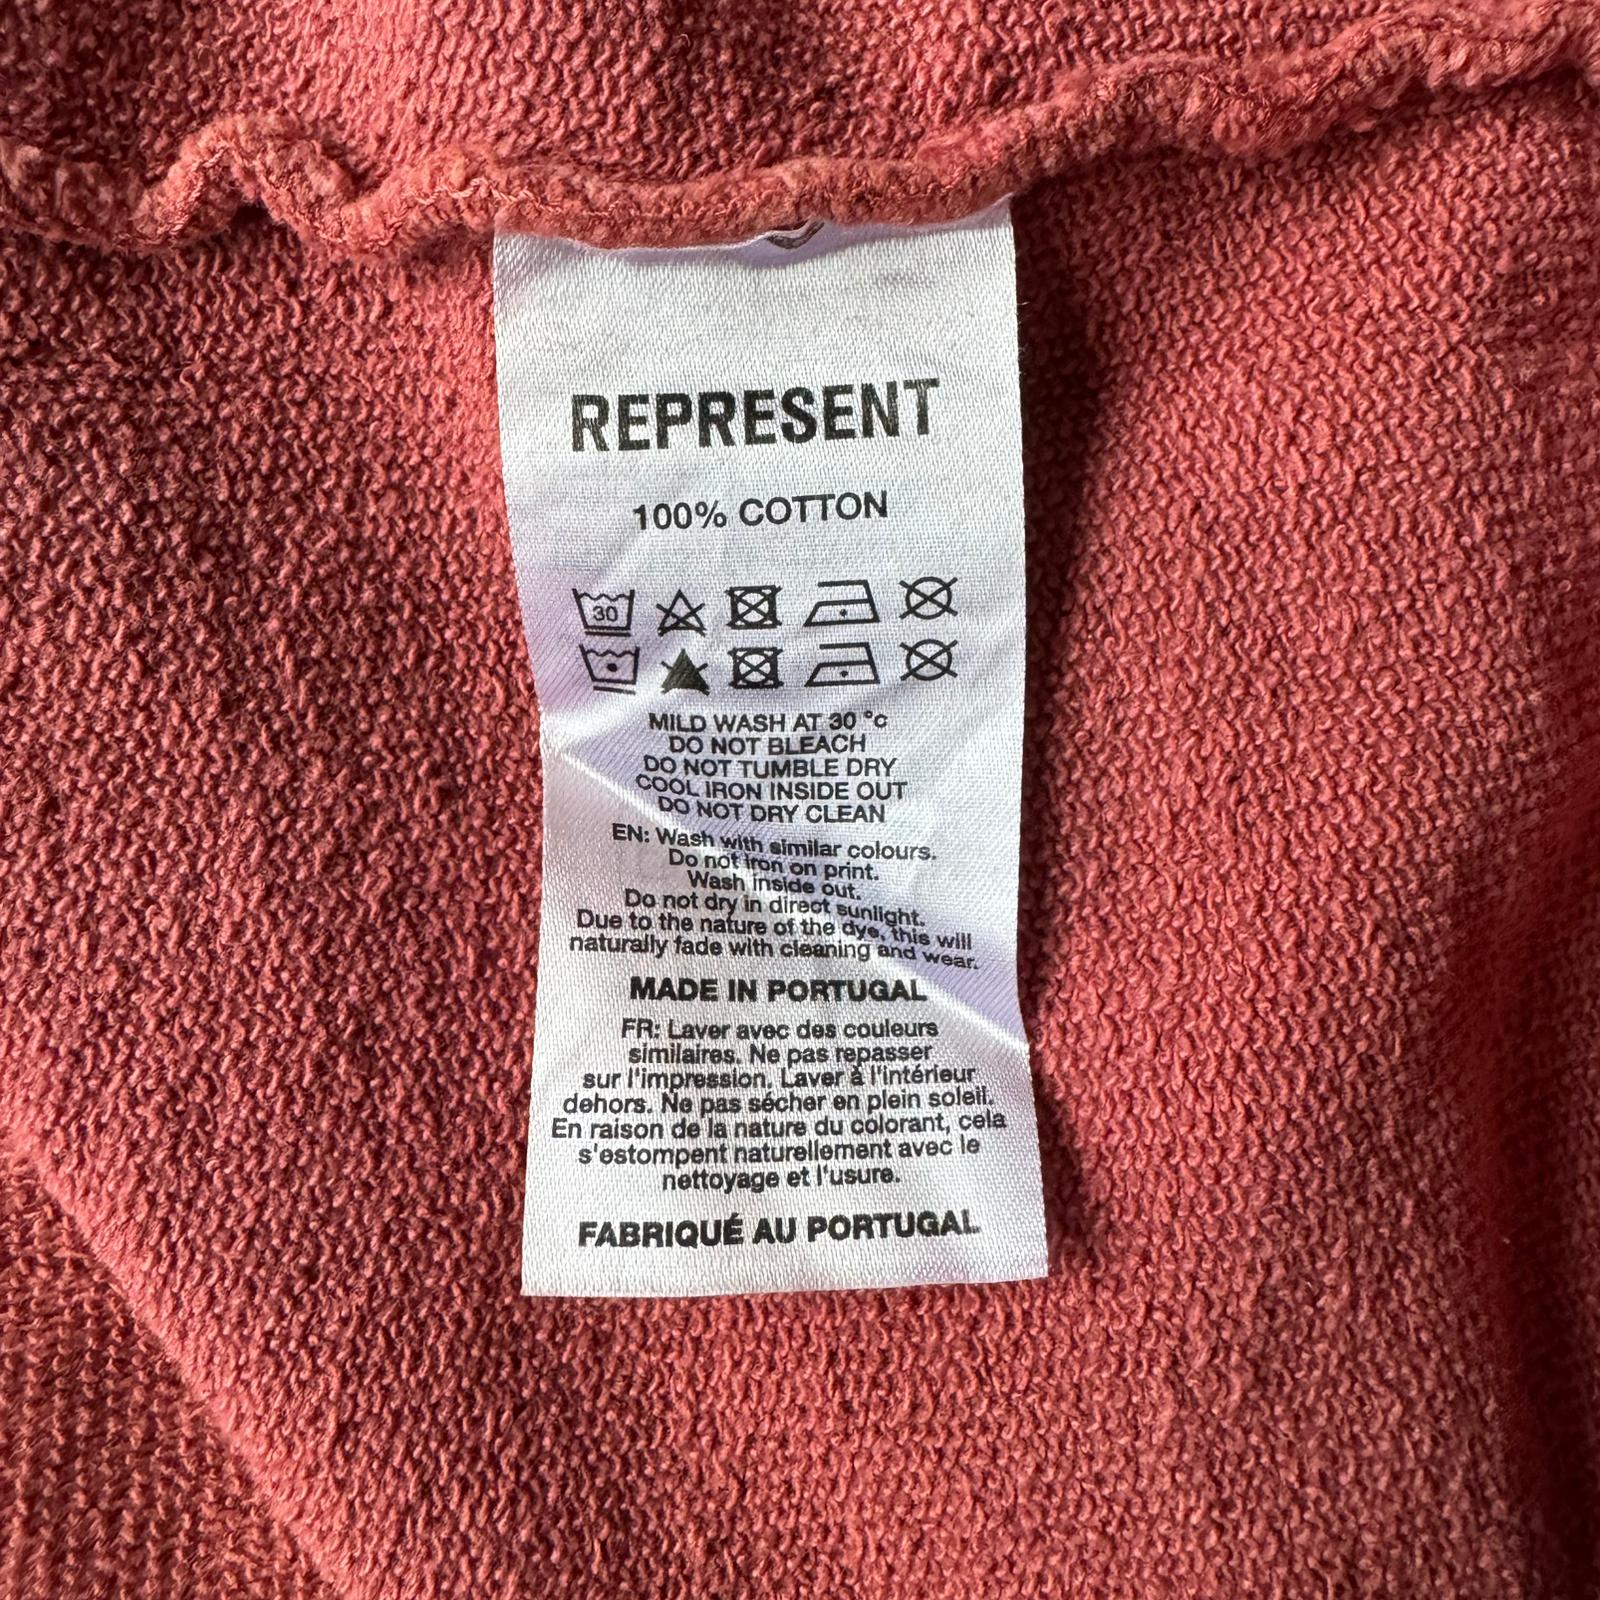 REPRESENT
100% COTTON
30
MILD WASH AT 30 °c
DO NOT BLEACH
DO NOT TUMBLE DRY
COOL IRON INSIDE OUT
DO NOT DRY CLEAN
EN: Wash with similar colours.
Do not iron on print.
Wash inside out.
Do not dry in direct sunlight.
Due to the nature of the dye, this will
naturally fade with cleaning and wear.
MADE IN PORTUGAL
FR: Laver avec des couleurs
similaires. Ne pas repasser
sur l'impression. Laver à l'intérieur
dehors. Ne pas sécher en plein soleil.
En raison de la nature du colorant, cela
s'estompent naturellement avec le
nettoyage et l'usure.
FABRIQUÉ AU PORTUGAL